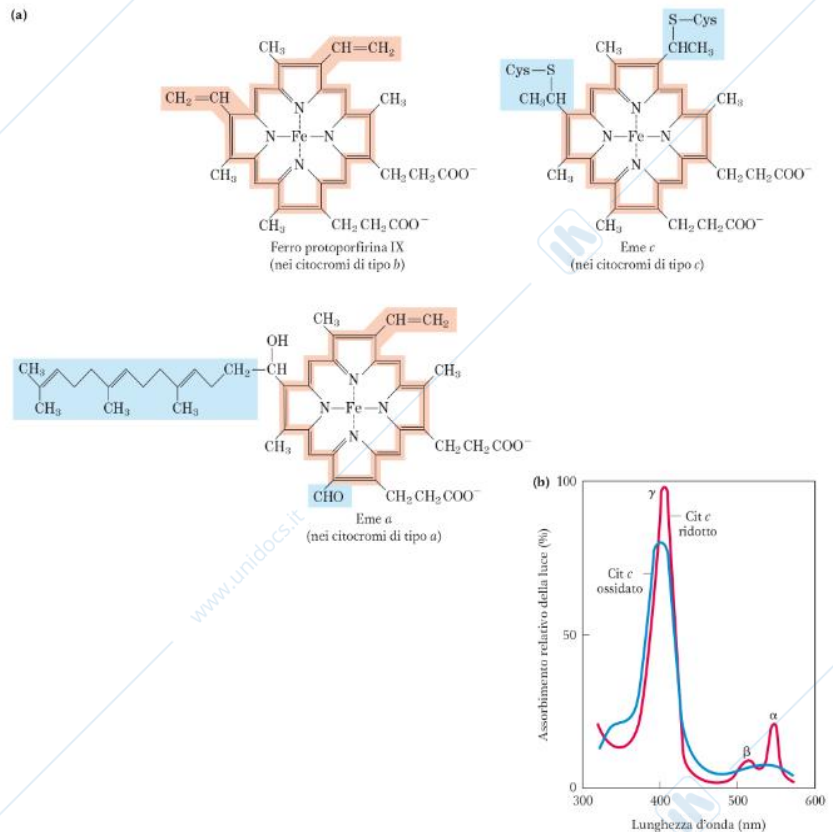 (a)
CH₃
CH=CH₂
CH₂=CH
N
CH₃
N—Fe—N
N
CH₃
CH₂CH₂COO⁻
CH₃
CH₂CH₂COO⁻
Ferro protoporfirina IX
(nei citocromi di tipo b)
S—Cys
CH₃
CHCH₃
Cys—S
CH₃CH
N
CH₃
N—Fe—N
N
CH₃
CH₂CH₂COO⁻
CH₃
CH₂CH₂COO⁻
Eme c
(nei citocromi di tipo c)
CH₃
CH=CH₂
OH
CH₃
CH₂—CH
CH₃
N
CH₃
CH₃
CH₃
N—Fe—N
N
CH₃
CH₂CH₂COO⁻
CHO
CH₂CH₂COO⁻
Eme a
(nei citocromi di tipo a)
www.unidocs.it
(b)
100
γ
Cit c
ridotto
Cit c
ossidato
Assorbimento relativo della luce (%)
50
α
β
0
300
400
500
600
Lunghezza d'onda (nm)